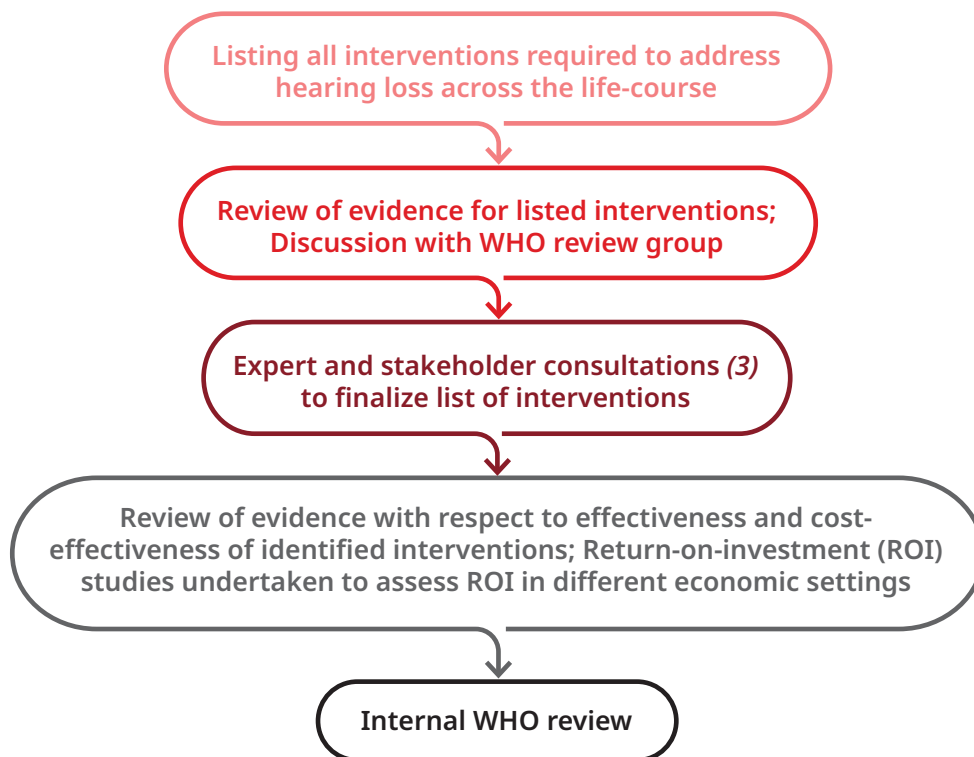 Listing all interventions required to address
hearing loss across the life-course
Review of evidence for listed interventions;
Discussion with WHO review group
Expert and stakeholder consultations (3)
to finalize list of interventions
Review of evidence with respect to effectiveness and cost-
effectiveness of identified interventions; Return-on-investment (ROI)
studies undertaken to assess ROI in different economic settings
Internal WHO review